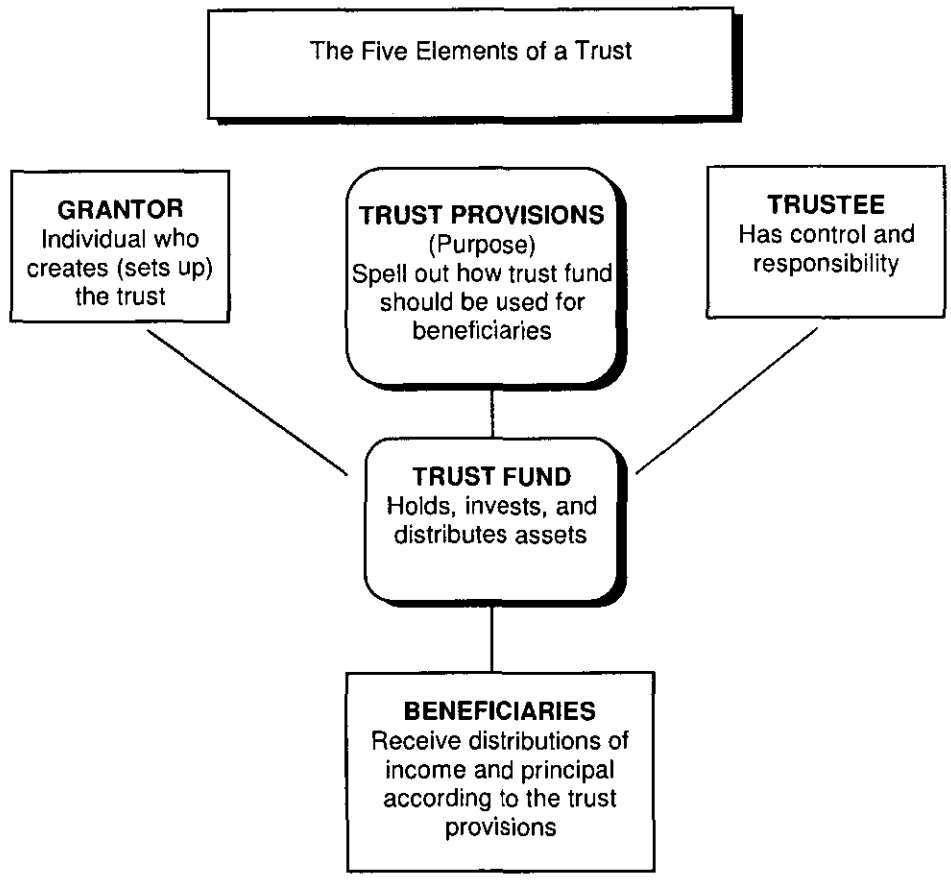 The Five Elements of a Trust
GRANTOR
Individual who
creates (sets up)
the trust
TRUST PROVISIONS
(Purpose)
Spell out how trust fund
should be used for
beneficiaries
TRUSTEE
Has control and
responsibility
TRUST FUND
Holds, invests, and
distributes assets
BENEFICIARIES
Receive distributions of
income and principal
according to the trust
provisions